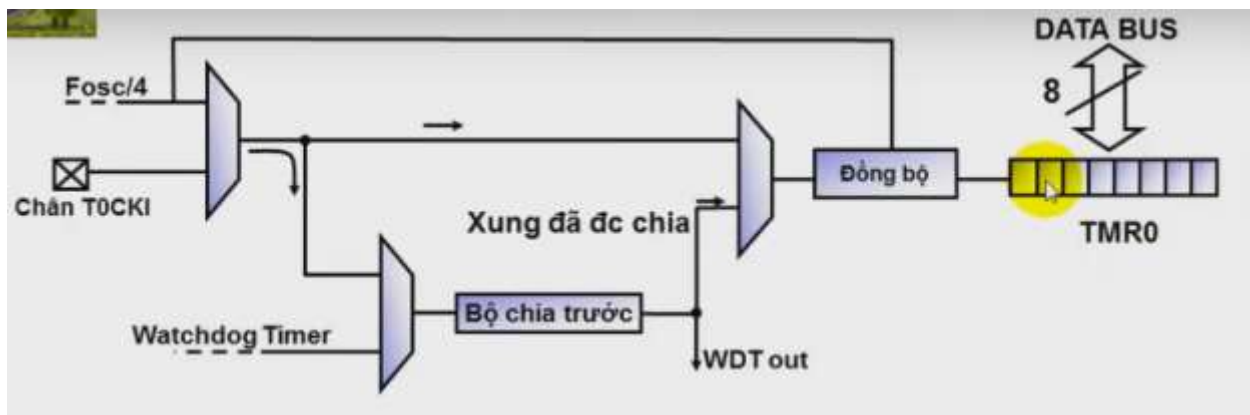 DATA BUS
8
Fosc/4
Đồng bộ
Chân T0CKI
Xung đã đc chia
TMR0
Bộ chia trước
Watchdog Timer
WDT out